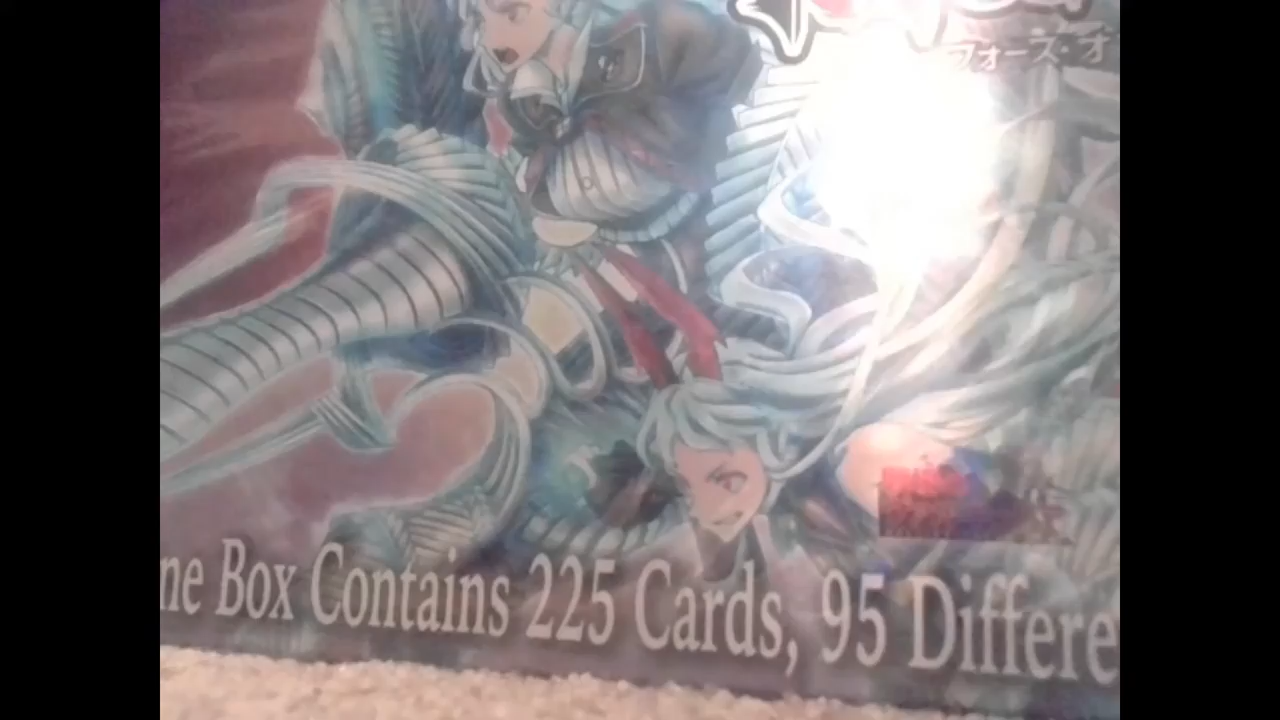 フォース・オ
ne Box Contains 225 Cards, 95 Differe